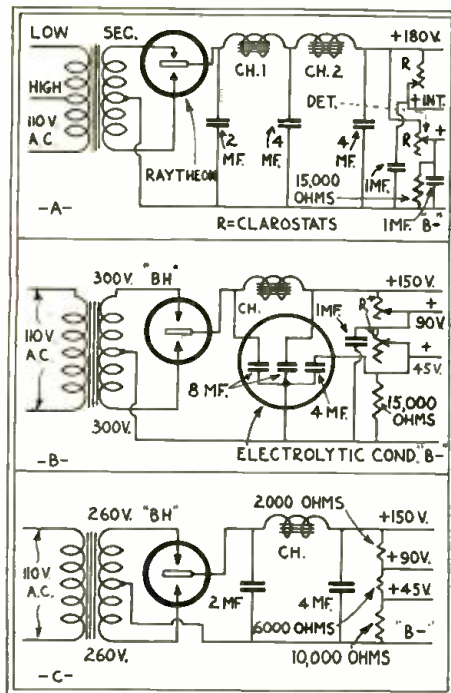 LOW
SEC.
CH.1
CH.2
+180V.
R
HIGH
+INT.
DET.
110V.
A.C.
2
MF.
4
MF.
4
MF.
R
+
RAYTHEON
1MF.
15,000
OHMS
-A-
R=CLAROSTATS
1MF.
"B-"
300V.
"BH"
+150V.
CH.
1MF.
R
+
90V.
110V.
A.C.
+
45V.
8 MF.
4 MF.
15,000
OHMS
300V.
-B-
ELECTROLYTIC COND.
"B-"
2000 OHMS
260V.
"BH"
+150V.
CH.
+90V.
110V.
A.C.
2 MF
4 MF.
+45V.
6000 OHMS
"B-"
260V.
10,000
OHMS
-C-